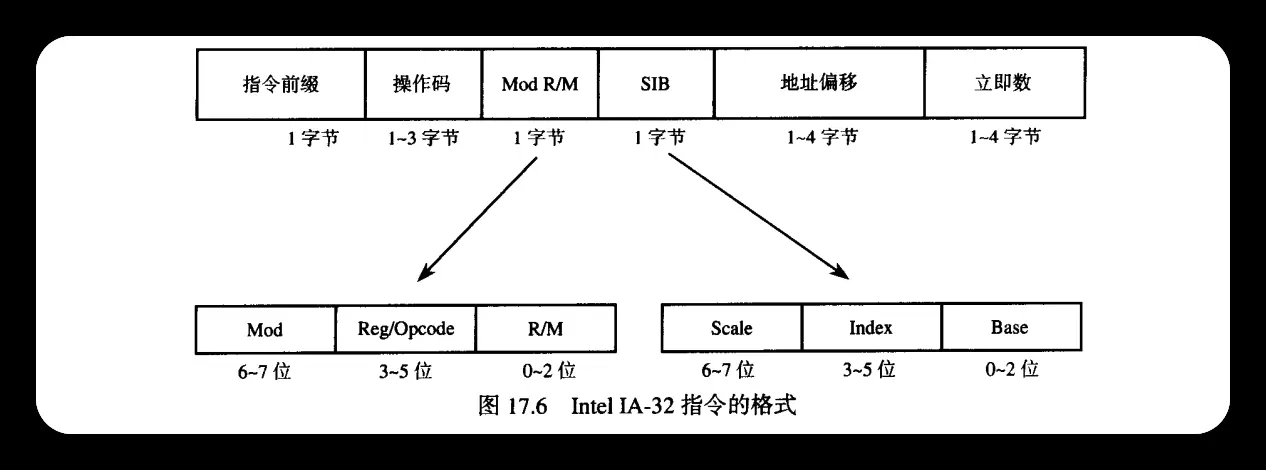 指令前缀 操作码 Mod R/M SIB 地址偏移 立即数
1 字节 1~3 字节 1 字节 1 字节 1~4 字节 1~4 字节
Mod Reg/Opcode R/M Scale Index Base
6~7 位 3~5 位 0~2 位 6~7 位 3~5 位 0~2 位
图 17.6 Intel IA-32 指令的格式